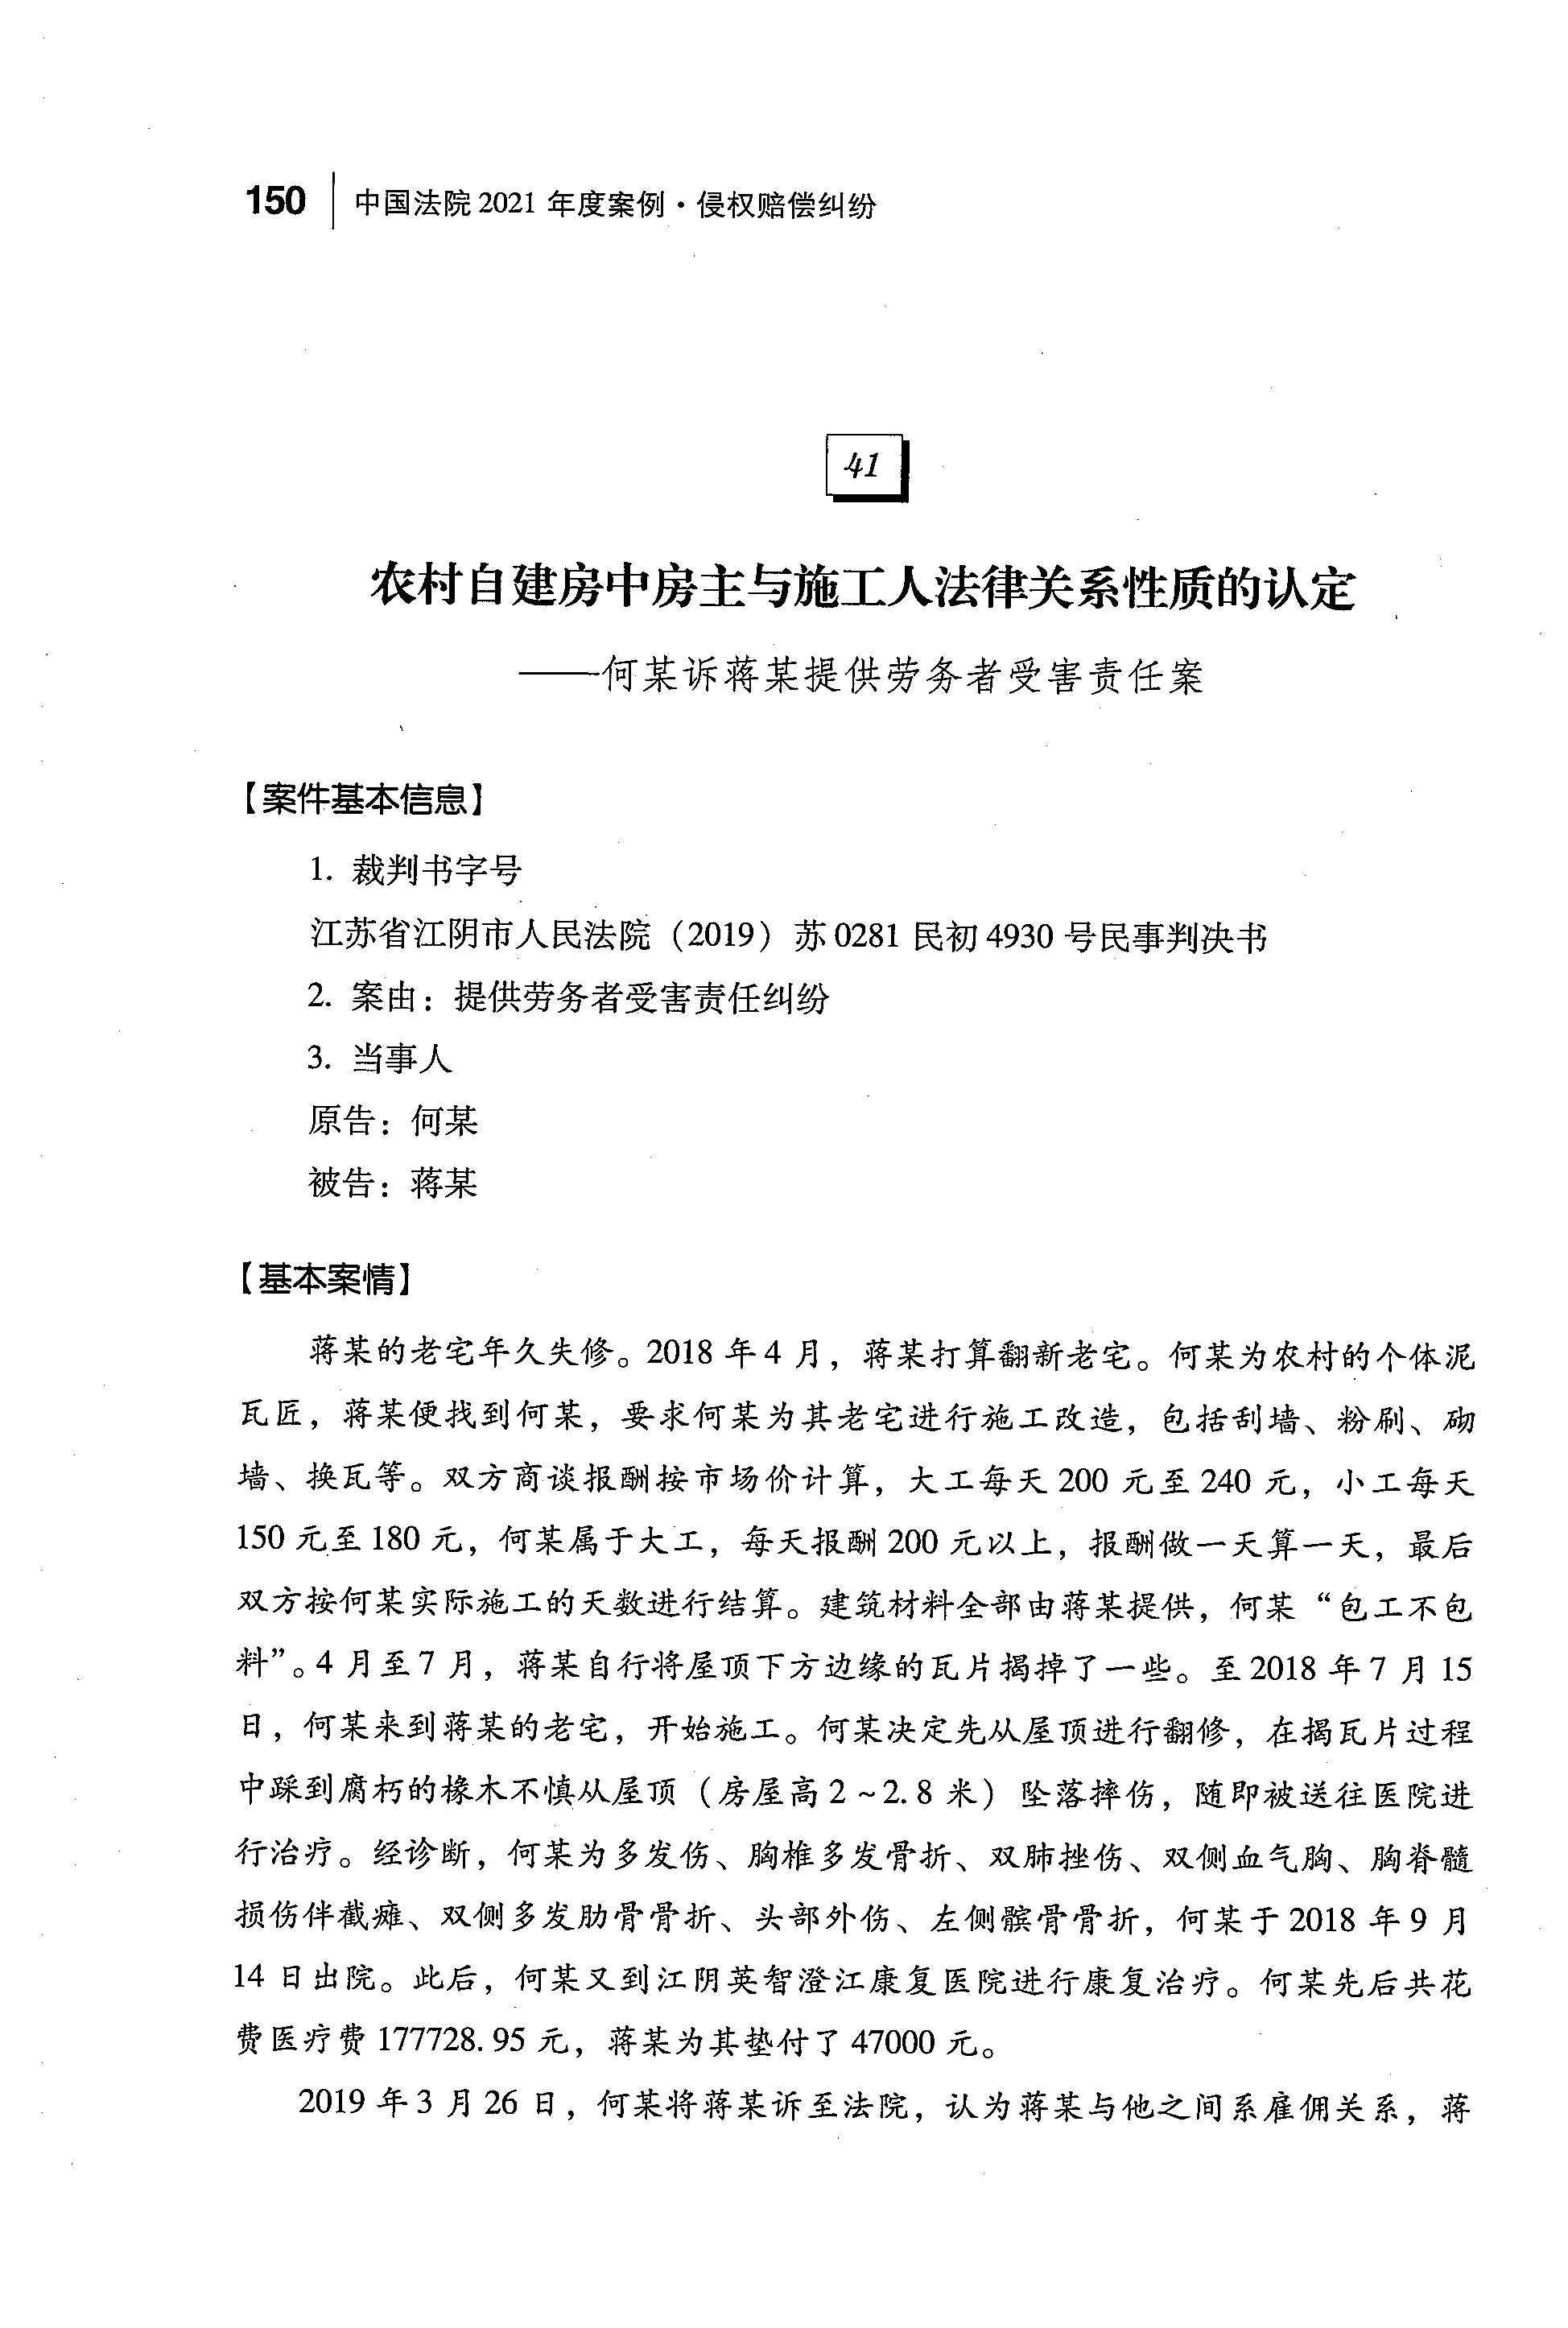 150 中国法院2021年度案例·侵权赔偿纠纷
41
农村自建房中房主与施工人法律关系性质的认定
——何某诉蒋某提供劳务者受害责任案
【案件基本信息】
1. 裁判书字号
江苏省江阴市人民法院（2019）苏0281民初4930号民事判决书
2. 案由：提供劳务者受害责任纠纷
3. 当事人
原告：何某
被告：蒋某
【基本案情】
蒋某的老宅年久失修。2018年4月，蒋某打算翻新老宅。何某为农村的个体泥
瓦匠，蒋某便找到何某，要求何某为其老宅进行施工改造，包括刮墙、粉刷、砌
墙、换瓦等。双方商谈报酬按市场价计算，大工每天200元至240元，小工每天
150元至180元，何某属于大工，每天报酬200元以上，报酬做一天算一天，最后
双方按何某实际施工的天数进行结算。建筑材料全部由蒋某提供，何某“包工不包
料”。4月至7月，蒋某自行将屋顶下方边缘的瓦片揭掉了一些。至2018年7月15
日，何某来到蒋某的老宅，开始施工。何某决定先从屋顶进行翻修，在揭瓦片过程
中踩到腐朽的椽木不慎从屋顶（房屋高2~2.8米）坠落摔伤，随即被送往医院进
行治疗。经诊断，何某为多发伤、胸椎多发骨折、双肺挫伤、双侧血气胸、胸脊髓
损伤伴截瘫、双侧多发肋骨骨折、头部外伤、左侧髌骨骨折，何某于2018年9月
14日出院。此后，何某又到江阴英智澄江康复医院进行康复治疗。何某先后共花
费医疗费177728.95元，蒋某为其垫付了47000元。
2019年3月26日，何某将蒋某诉至法院，认为蒋某与他之间系雇佣关系，蒋